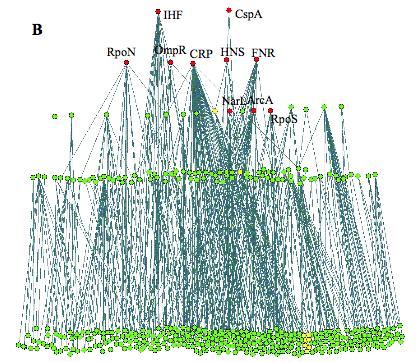 IHF
CspA
B
RpoN
OmpR
CRP
HNS
FNR
NarL
ArcA
RpoS